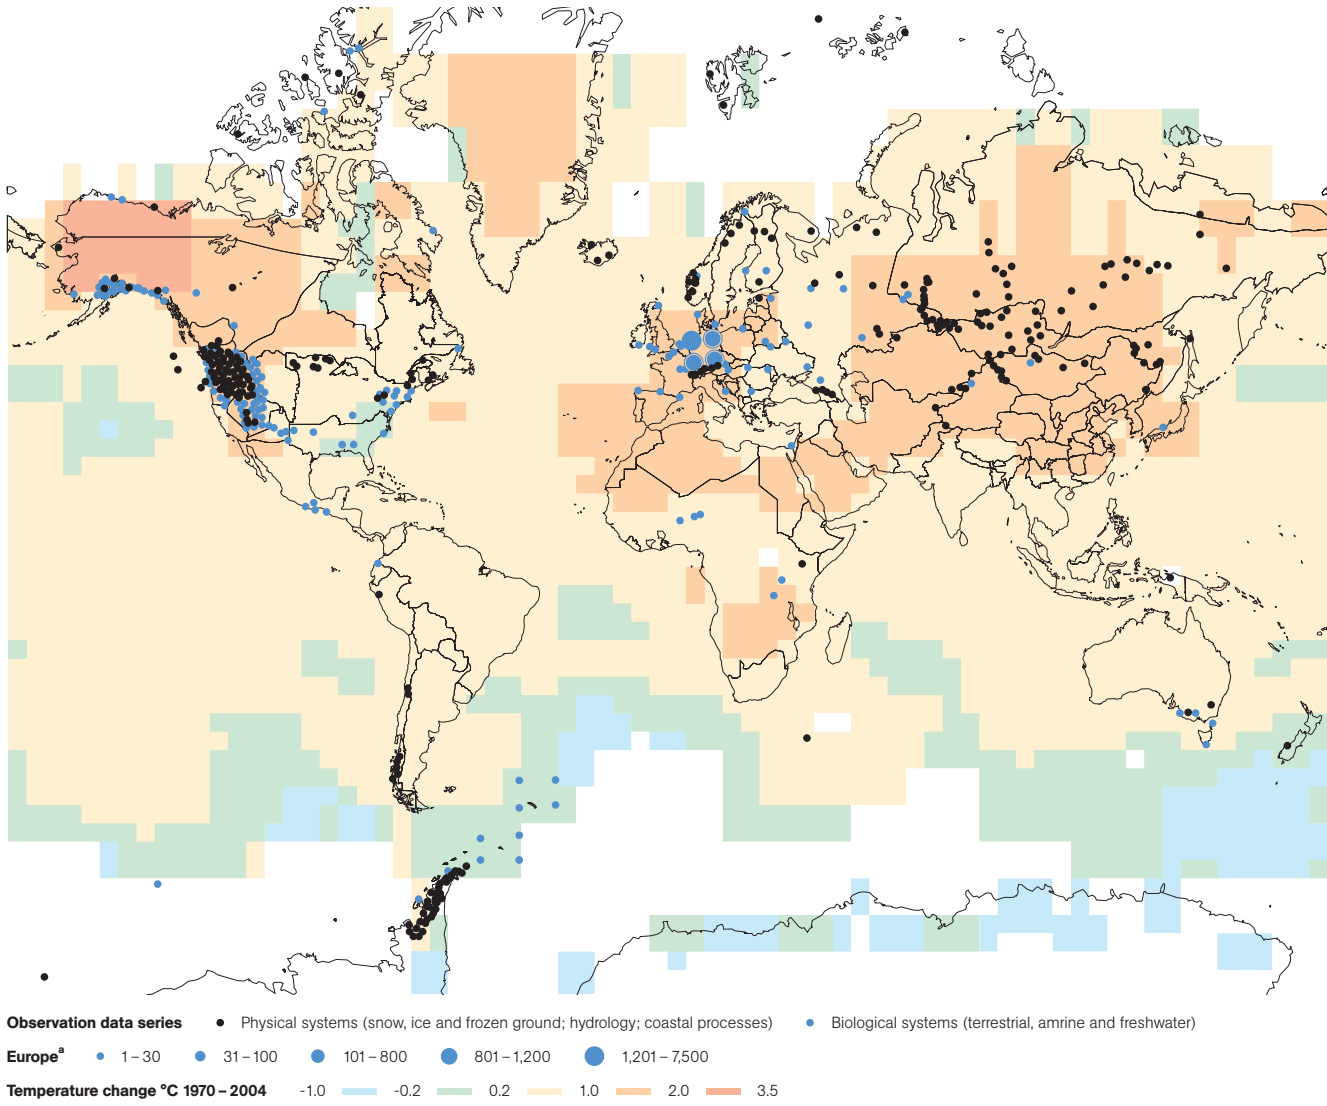 Observation data series Physical systems (snow, ice and frozen ground; hydrology; coastal processes) Biological systems (terrestrial, amrine and freshwater)
Europeª 1–30 31–100 101–800 801–1,200 1,201–7,500
Temperature change °C 1970–2004 -1.0 -0.2 0.2 1.0 2.0 3.5